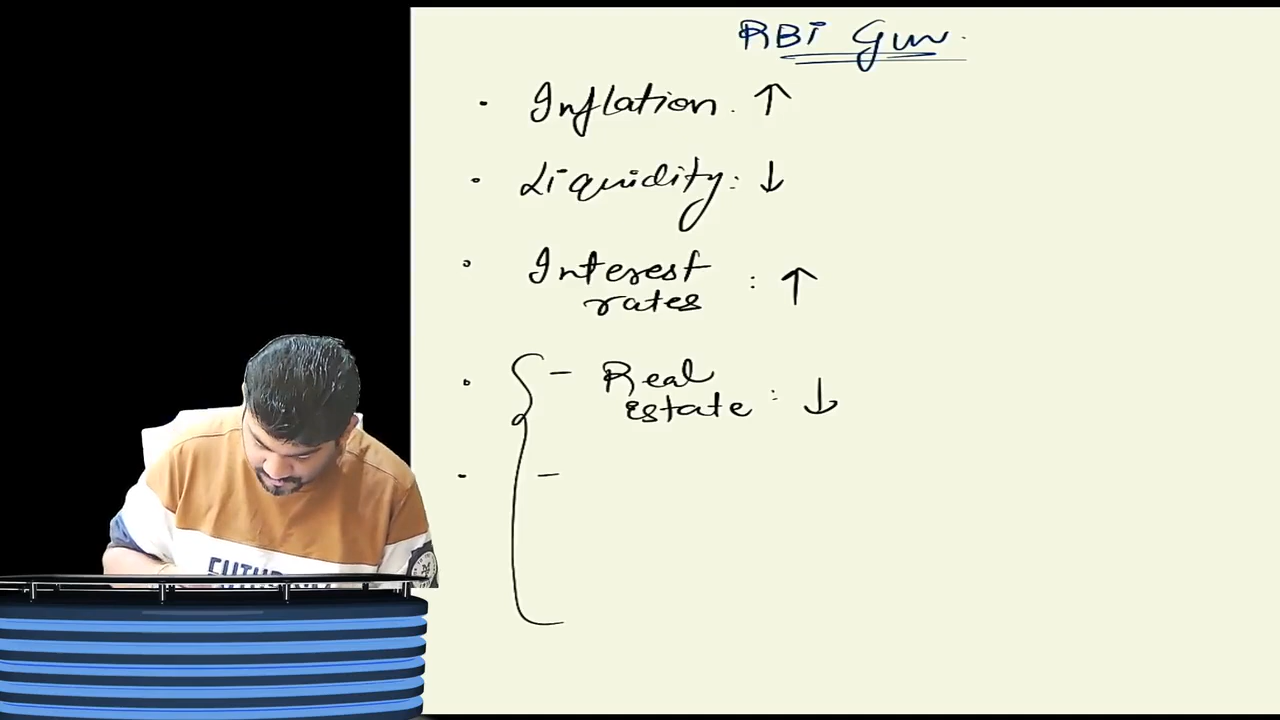 RBi Guv.
• Inflation. ↑
• Liquidity: ↓
• Interest
rates : ↑
• { – Real
estate : ↓
• –